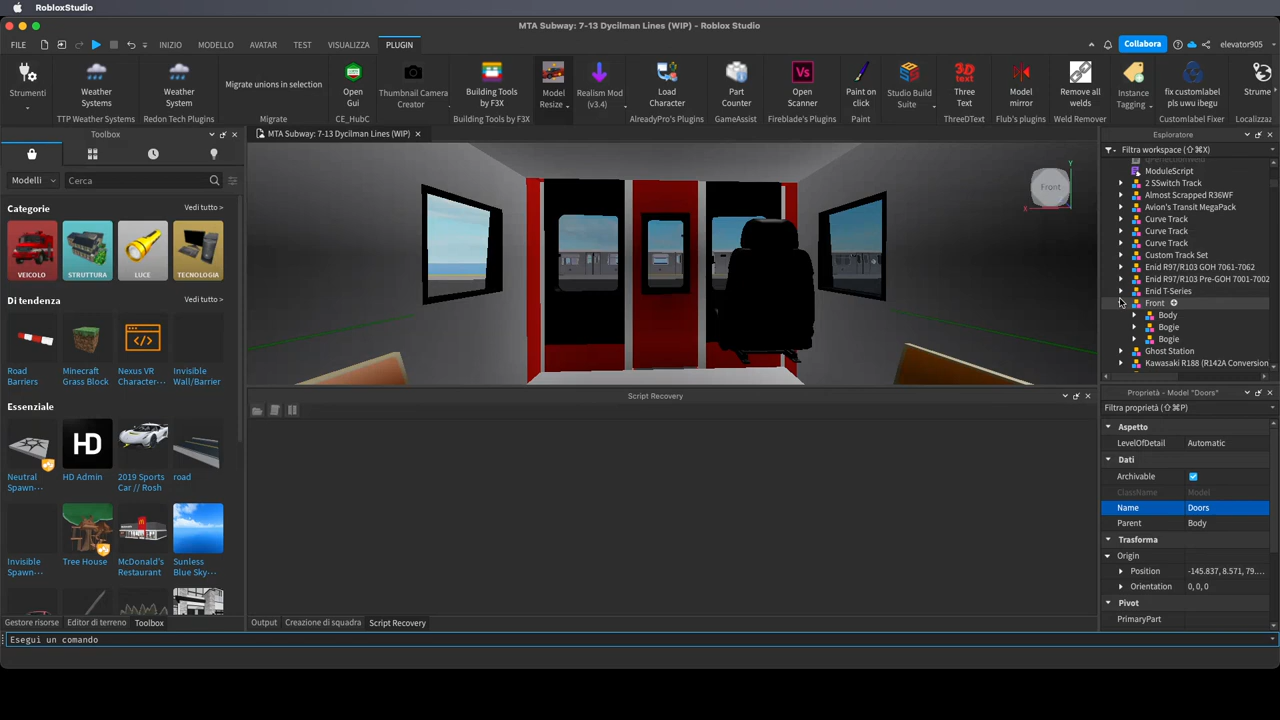 RobloxStudio
MTA Subway: 7-13 Dycilman Lines (WIP) - Roblox Studio
FILE
INIZIO
MODELLO
AVATAR
TEST
VISUALIZZA
PLUGIN
Collabora
elevator905
Strumenti
Weather Systems
TTP Weather Systems
Weather System
Redon Tech Plugins
Migrate unions in selection
Migrate
Open Gui
CE_HubC
Thumbnail Camera Creator
Building Tools by F3X
Building Tools by F3X
Model Resize
Realism Mod (v3.4)
Load Character
AlreadyPro's Plugins
Part Counter
GameAssist
Vs
Open Scanner
Fireblade's Plugins
Paint on click
Paint
Studio Build Suite
3D Text
Three Text
ThreeDText
Model mirror
Flub's plugins
Remove all welds
Weld Remover
Instance Tagging
fix customlabel pls uwu ibegu
CustomLabel Fixer
Strume
Localizzaz
Toolbox
MTA Subway: 7-13 Dycilman Lines (WIP)
Modelli
Cerca
Categorie
Vedi tutto >
VEICOLO
STRUTTURA
LUCE
TECNOLOGIA
Di tendenza
Vedi tutto >
Road Barriers
Minecraft Grass Block
Nexus VR Character-···
Invisible Wall/Barrier
Essenziale
Vedi tutto >
HD
Neutral Spawn-···
HD Admin
2019 Sports Car // Rosh
road
Invisible Spawn-···
Tree House
McDonald's Restaurant
Sunless Blue Sky-···
Gestore risorse
Editor di terreno
Toolbox
Front
Y
X
Script Recovery
Output
Creazione di squadra
Script Recovery
Esploratore
Filtra workspace (⇧⌘X)
ModuleScript
2 SSwitch Track
Almost Scrapped R36WF
Avion's Transit MegaPack
Curve Track
Curve Track
Curve Track
Custom Track Set
Enid R97/R103 GOH 7061-7062
Enid R97/R103 Pre-GOH 7001-7002
Enid T-Series
Front
Body
Bogie
Bogie
Ghost Station
Kawasaki R188 (R142A Conversion
Proprietà - Model "Doors"
Filtra proprietà (⇧⌘P)
Aspetto
LevelOfDetail Automatic
Dati
Archivable
ClassName Model
Name Doors
Parent Body
Trasforma
Origin
Position -145.837, 8.571, 79....
Orientation 0, 0, 0
Pivot
PrimaryPart
Esegui un comando